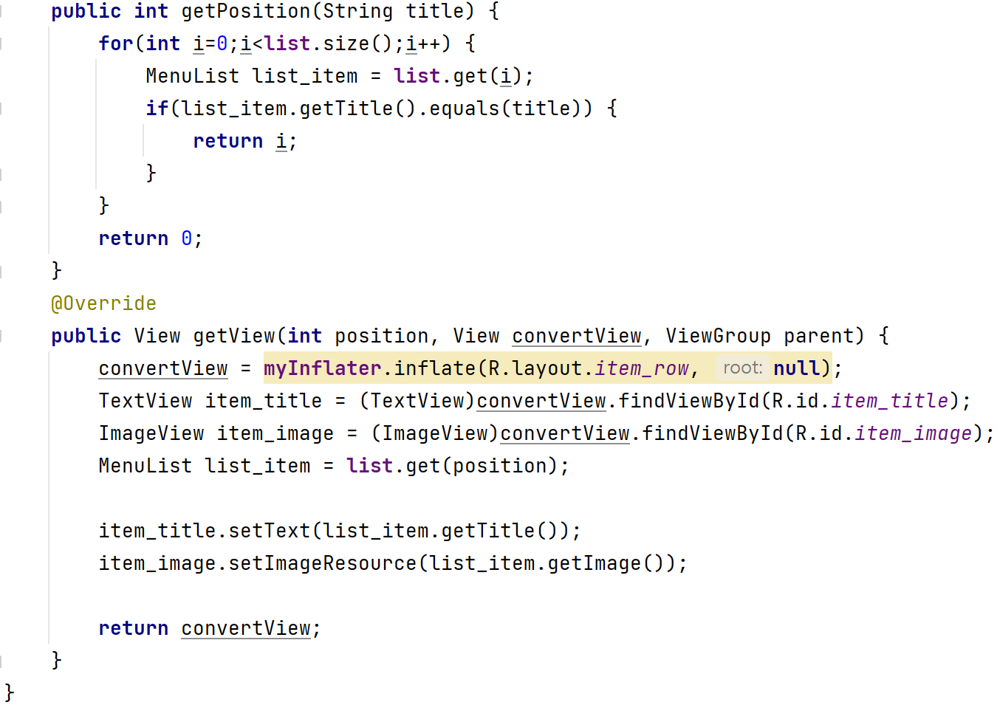 public int getPosition(String title) {
for(int i=0;i<list.size();i++) {
MenuList list_item = list.get(i);
if(list_item.getTitle().equals(title)) {
return i;
}
}
return 0;
}
@Override
public View getView(int position, View convertView, ViewGroup parent) {
convertView = myInflater.inflate(R.layout.item_row, root: null);
TextView item_title = (TextView)convertView.findViewById(R.id.item_title);
ImageView item_image = (ImageView)convertView.findViewById(R.id.item_image);
MenuList list_item = list.get(position);
item_title.setText(list_item.getTitle());
item_image.setImageResource(list_item.getImage());
return convertView;
}
}